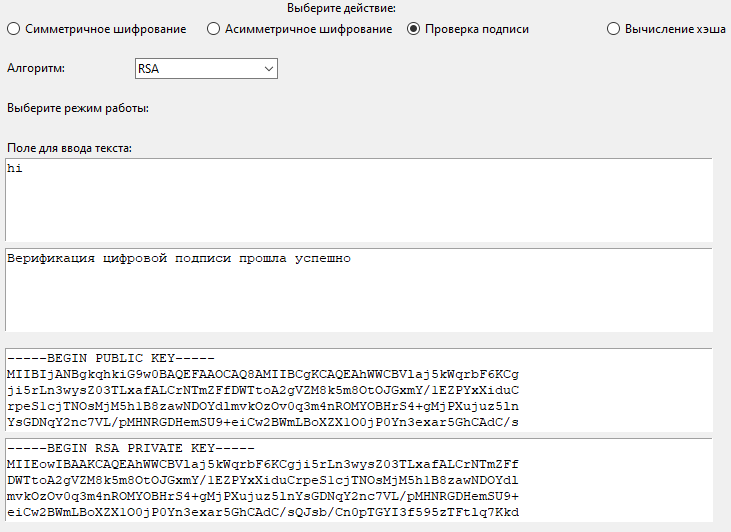 Выберите действие:
Симметричное шифрование Асимметричное шифрование Проверка подписи Вычисление хэша
Алгоритм: RSA
Выберите режим работы:
Поле для ввода текста:
hi
Верификация цифровой подписи прошла успешно
-----BEGIN PUBLIC KEY-----
MIIBIjANBgkqhkiG9w0BAQEFAAOCAQ8AMIIBCgKCAQEAhWWCBVlaj5kWqrbF6KCg
ji5rLn3wysZ03TLxafALCrNTmZFfDWTtoA2gVZM8k5m8OtOJGxmY/1EZPYxXiduC
rpeS1cjTNOsMjM5h1B8zawNDOYdlmvkOzOv0q3m4nROMYOBHrS4+gMjPXujuz5ln
YsGDNqY2nc7VL/pMHNRGDHemSU9+eiCw2BWmLBoXZX1O0jP0Yn3exar5GhCAdC/s
-----BEGIN RSA PRIVATE KEY-----
MIIEowIBAAKCAQEAhWWCBVlaj5kWqrbF6KCgji5rLn3wysZ03TLxafALCrNTmZFf
DWTtoA2gVZM8k5m8OtOJGxmY/1EZPYxXiduCrpeS1cjTNOsMjM5h1B8zawNDOYdl
mvkOzOv0q3m4nROMYOBHrS4+gMjPXujuz5lnYsGDNqY2nc7VL/pMHNRGDHemSU9+
eiCw2BWmLBoXZX1O0jP0Yn3exar5GhCAdC/sQJsb/Cn0pTGYI3f595zTFtlq7Kkd